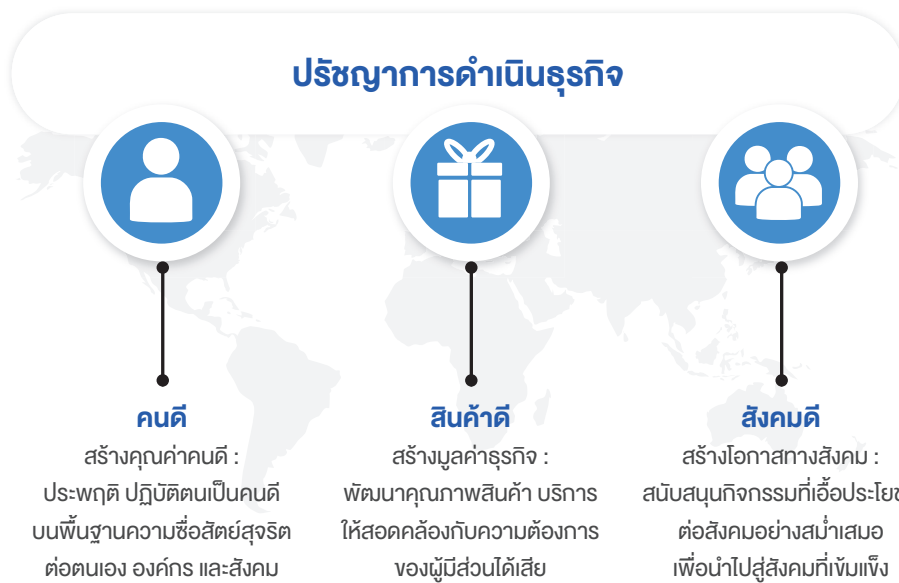 ปรัชญาการดำเนินธุรกิจ
คนดี
สร้างคุณค่าคนดี :
ประพฤติ ปฏิบัติตนเป็นคนดี
บนพื้นฐานความซื่อสัตย์สุจริต
ต่อตนเอง องค์กร และสังคม
สินค้าดี
สร้างมูลค่าธุรกิจ :
พัฒนาคุณภาพสินค้า บริการ
ให้สอดคล้องกับความต้องการ
ของผู้มีส่วนได้เสีย
สังคมดี
สร้างโอกาสทางสังคม :
สนับสนุนกิจกรรมที่เอื้อประโยช
ต่อสังคมอย่างสม่ำเสมอ
เพื่อนำไปสู่สังคมที่เข้มแข็ง